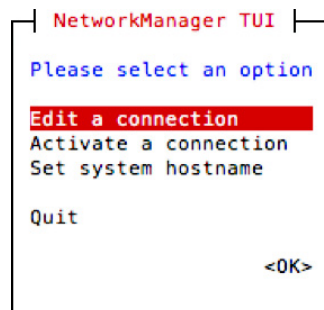 NetworkManager TUI
Please select an option
Edit a connection
Activate a connection
Set system hostname
Quit
<OK>